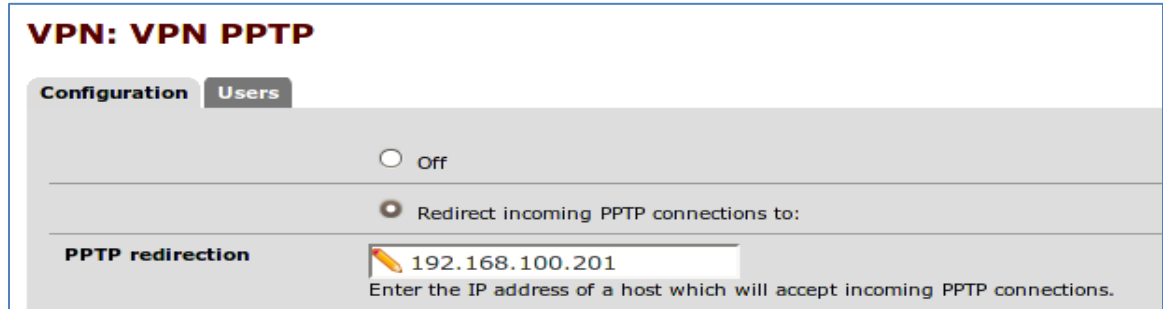 VPN: VPN PPTP
Configuration Users
Off
Redirect incoming PPTP connections to:
PPTP redirection 192.168.100.201
Enter the IP address of a host which will accept incoming PPTP connections.